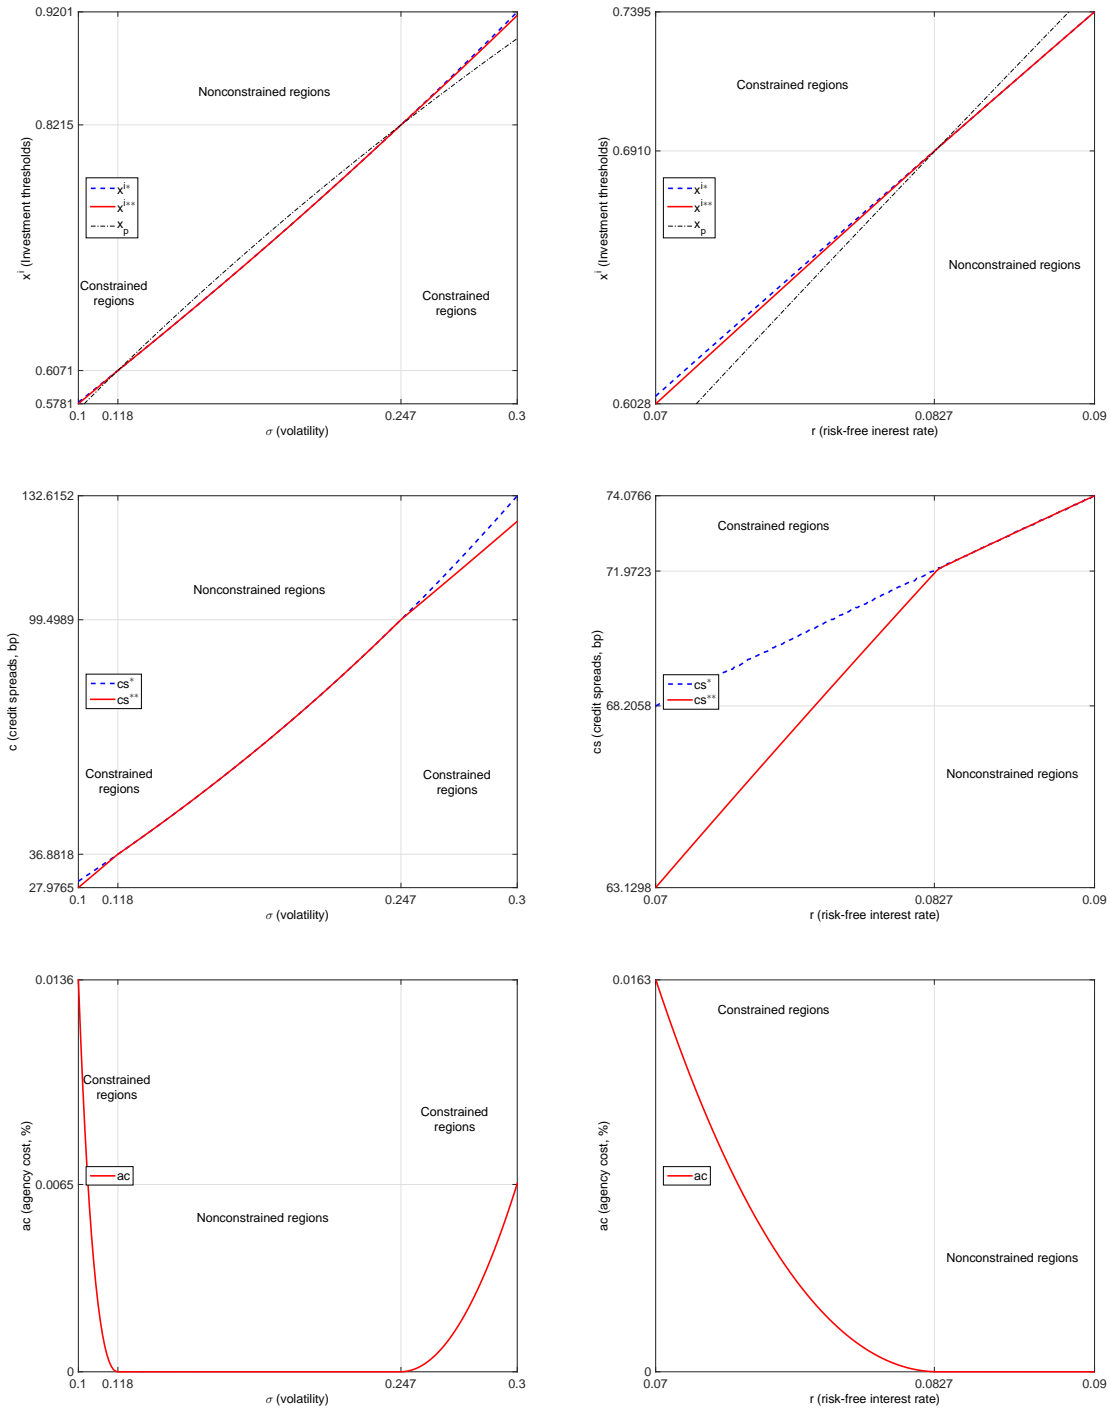 0.9201
0.8215
0.6071
0.5781
x^i (Investment thresholds)
Nonconstrained regions
x^{i*}
x^{i**}
x_p
Constrained
regions
Constrained
regions
0.1
0.118
0.247
0.3
σ (volatility)
0.7395
0.6910
0.6028
x^i (Investment thresholds)
Constrained regions
x^{i*}
x^{i**}
x_p
Nonconstrained regions
0.07
0.0827
0.09
r (risk-free inerest rate)
132.6152
99.4989
36.8818
27.9765
c (credit spreads, bp)
Nonconstrained regions
cs^*
cs^{**}
Constrained
regions
Constrained
regions
0.1
0.118
0.247
0.3
σ (volatility)
74.0766
71.9723
68.2058
63.1298
cs (credit spreads, bp)
Constrained regions
cs^*
cs^{**}
Nonconstrained regions
0.07
0.0827
0.09
r (risk-free interest rate)
0.0136
0.0065
0
ac (agency cost, %)
Constrained
regions
Constrained
regions
ac
Nonconstrained regions
0.1
0.118
0.247
0.3
σ (volatility)
0.0163
0
ac (agency cost, %)
Constrained regions
ac
Nonconstrained regions
0.07
0.0827
0.09
r (risk-free interest rate)